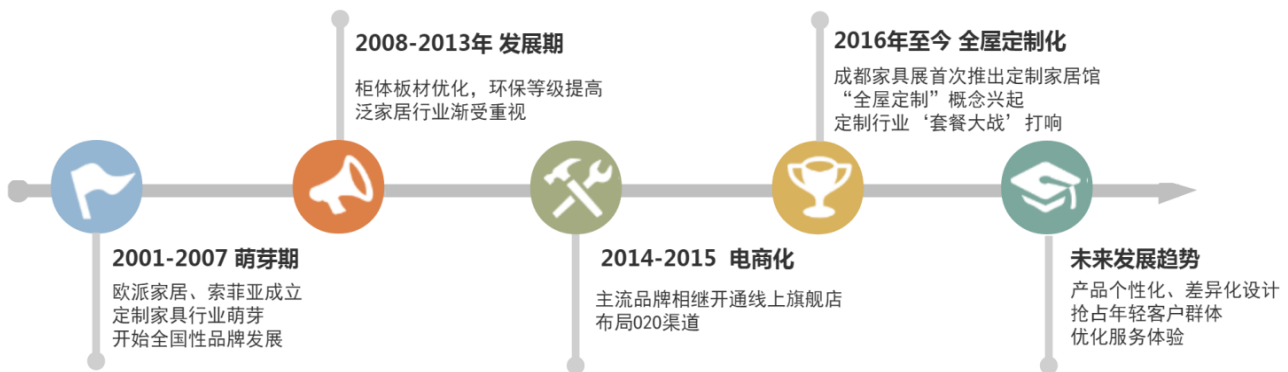 2001-2007 萌芽期
欧派家居、索菲亚成立
定制家具行业萌芽
开始全国性品牌发展
2008-2013年 发展期
柜体板材优化，环保等级提高
泛家居行业渐受重视
2014-2015 电商化
主流品牌相继开通线上旗舰店
布局020渠道
2016年至今 全屋定制化
成都家具展首次推出定制家居馆
“全屋定制”概念兴起
定制行业‘套餐大战’打响
未来发展趋势
产品个性化、差异化设计
抢占年轻客户群体
优化服务体验